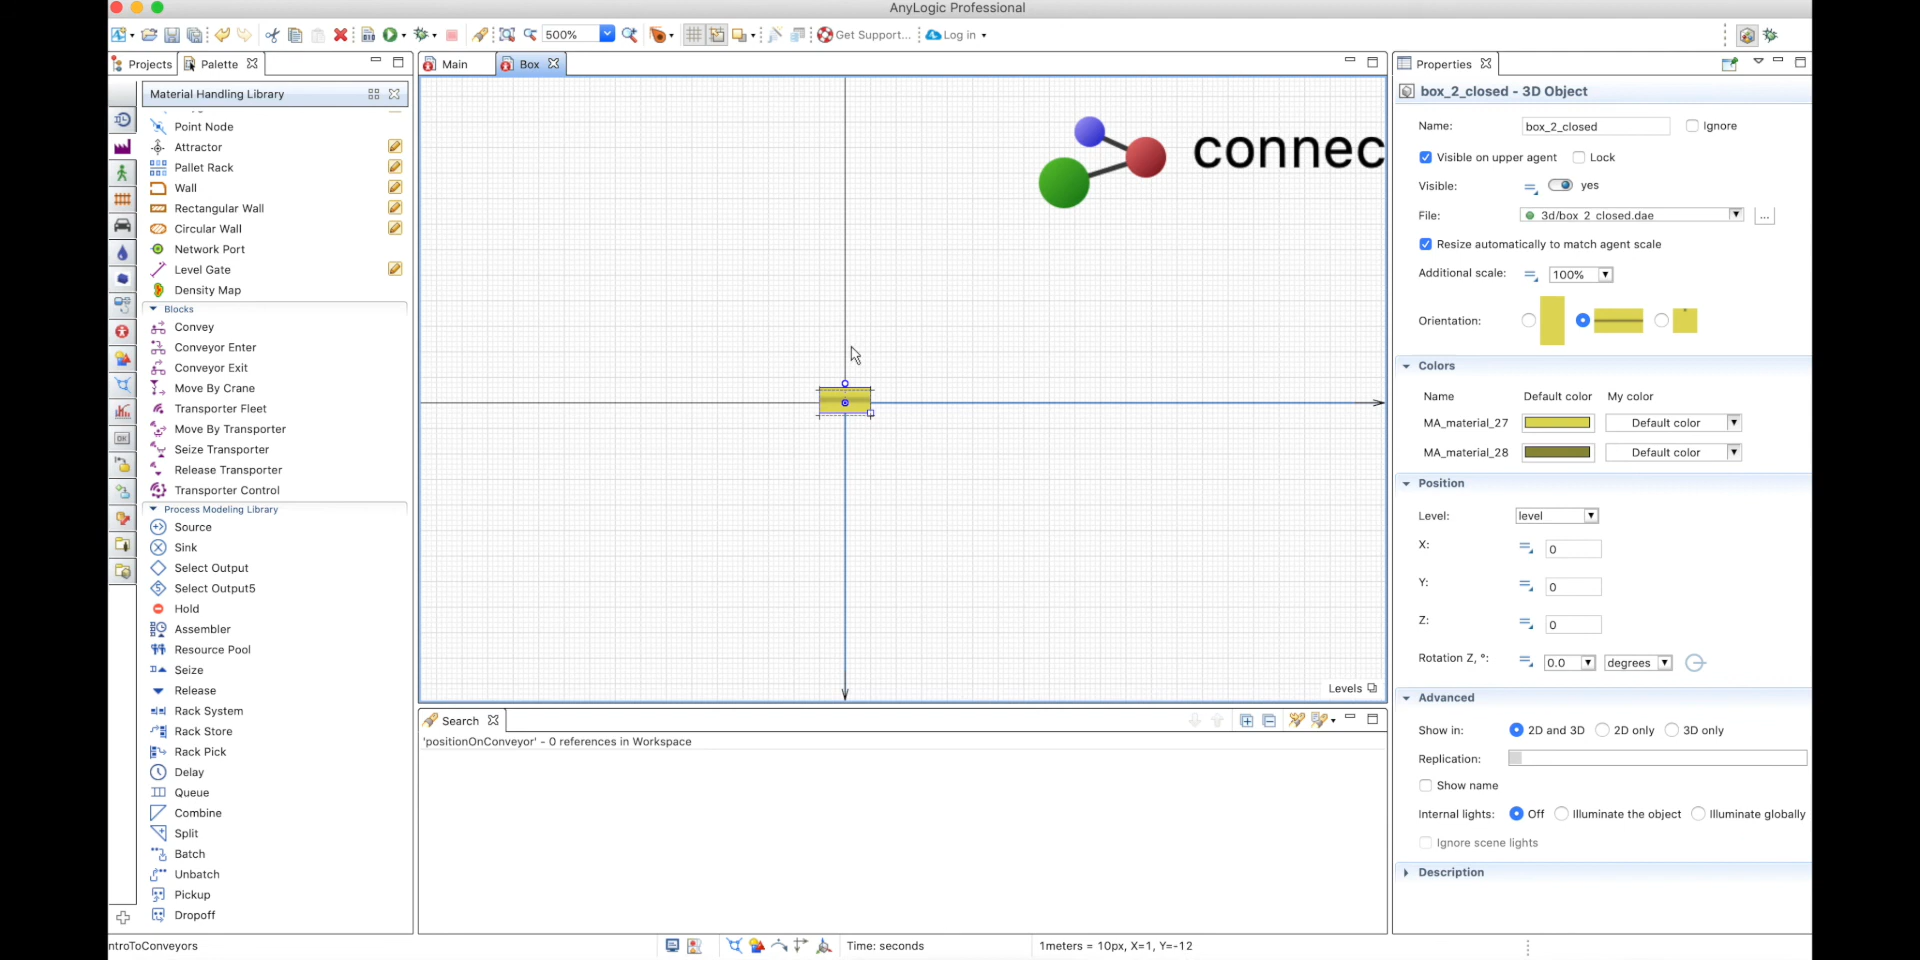 AnyLogic Professional
500%
Get Support...
Log in
Projects
Palette
Main
Box
Properties
Material Handling Library
Point Node
Attractor
Pallet Rack
Wall
Rectangular Wall
Circular Wall
Network Port
Level Gate
Density Map
Blocks
Convey
Conveyor Enter
Conveyor Exit
Move By Crane
Transporter Fleet
Move By Transporter
Seize Transporter
Release Transporter
Transporter Control
Process Modeling Library
Source
Sink
Select Output
Select Output5
Hold
Assembler
Resource Pool
Seize
Release
Rack System
Rack Store
Rack Pick
Delay
Queue
Combine
Split
Batch
Unbatch
Pickup
Dropoff
connec
Levels
Search
'positionOnConveyor' - 0 references in Workspace
box_2_closed - 3D Object
Name:
box_2_closed
Ignore
Visible on upper agent
Lock
Visible:
yes
File:
3d/box_2_closed.dae
...
Resize automatically to match agent scale
Additional scale:
100%
Orientation:
Colors
Name Default color My color
MA_material_27 Default color
MA_material_28 Default color
Position
Level: level
X: 0
Y: 0
Z: 0
Rotation Z, °: 0.0 degrees
Advanced
Show in: 2D and 3D 2D only 3D only
Replication:
Show name
Internal lights: Off Illuminate the object Illuminate globally
Ignore scene lights
Description
ntroToConveyors
Time: seconds
1meters = 10px, X=1, Y=-12